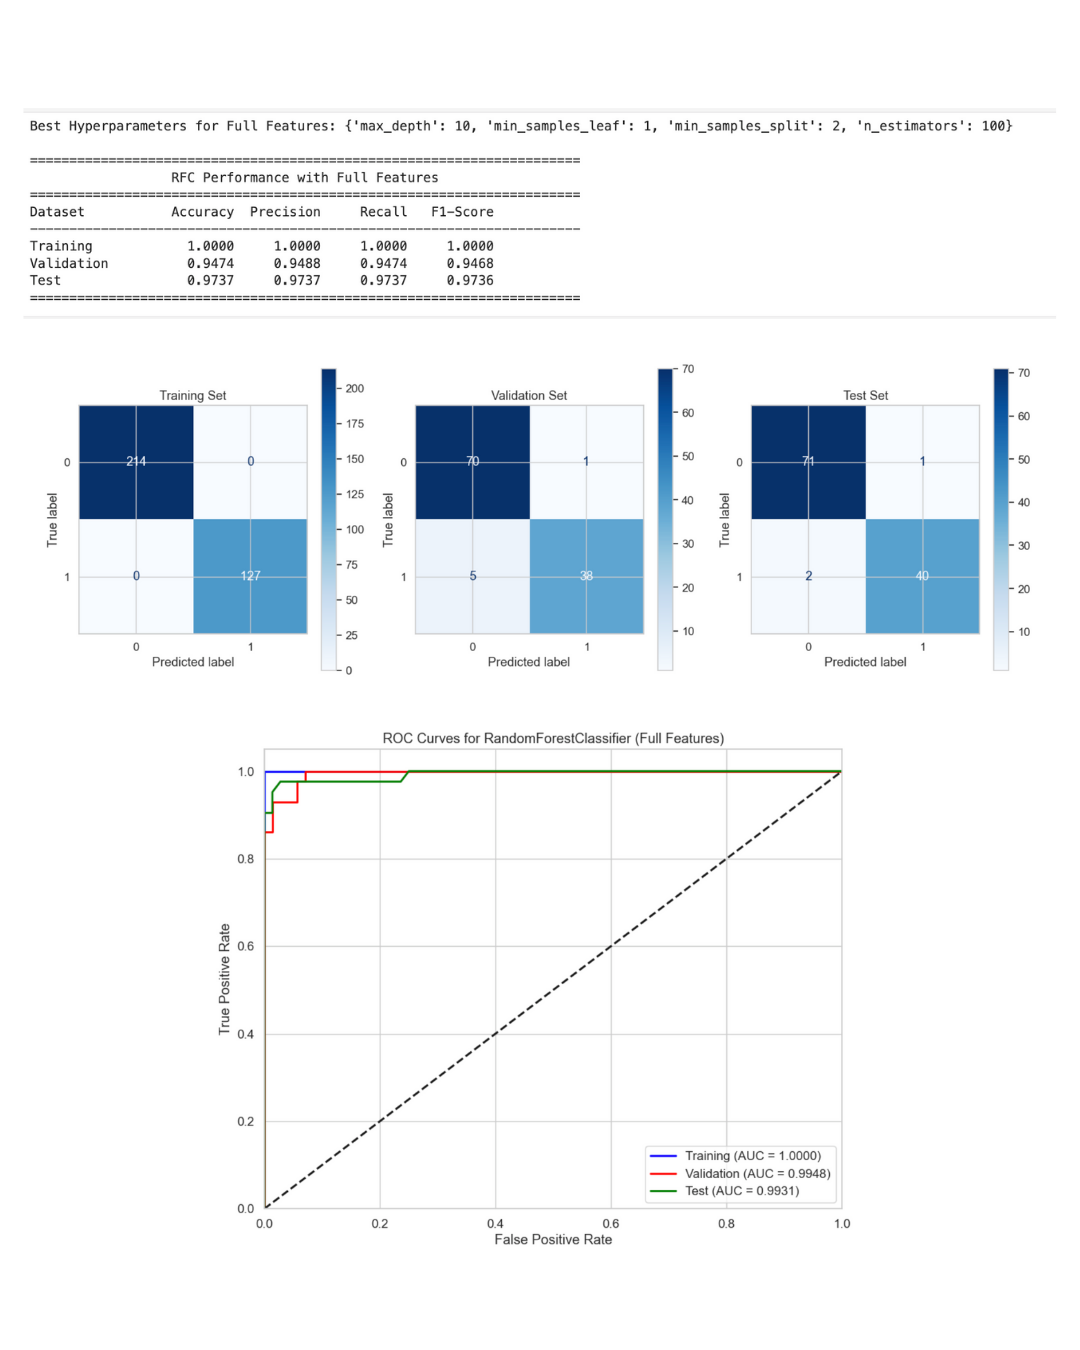 Best Hyperparameters for Full Features: {'max_depth': 10, 'min_samples_leaf': 1, 'min_samples_split': 2, 'n_estimators': 100}
======================================================================
RFC Performance with Full Features
======================================================================
Dataset Accuracy Precision Recall F1-Score
----------------------------------------------------------------------
Training 1.0000 1.0000 1.0000 1.0000
Validation 0.9474 0.9488 0.9474 0.9468
Test 0.9737 0.9737 0.9737 0.9736
======================================================================
Training Set
True label
0
1
214
0
0
127
0
1
Predicted label
200
175
150
125
100
75
50
25
0
Validation Set
True label
0
1
70
1
5
38
0
1
Predicted label
70
60
50
40
30
20
10
Test Set
True label
0
1
71
1
2
40
0
1
Predicted label
70
60
50
40
30
20
10
ROC Curves for RandomForestClassifier (Full Features)
True Positive Rate
1.0
0.8
0.6
0.4
0.2
0.0
Training (AUC = 1.0000)
Validation (AUC = 0.9948)
Test (AUC = 0.9931)
0.0 0.2 0.4 0.6 0.8 1.0
False Positive Rate